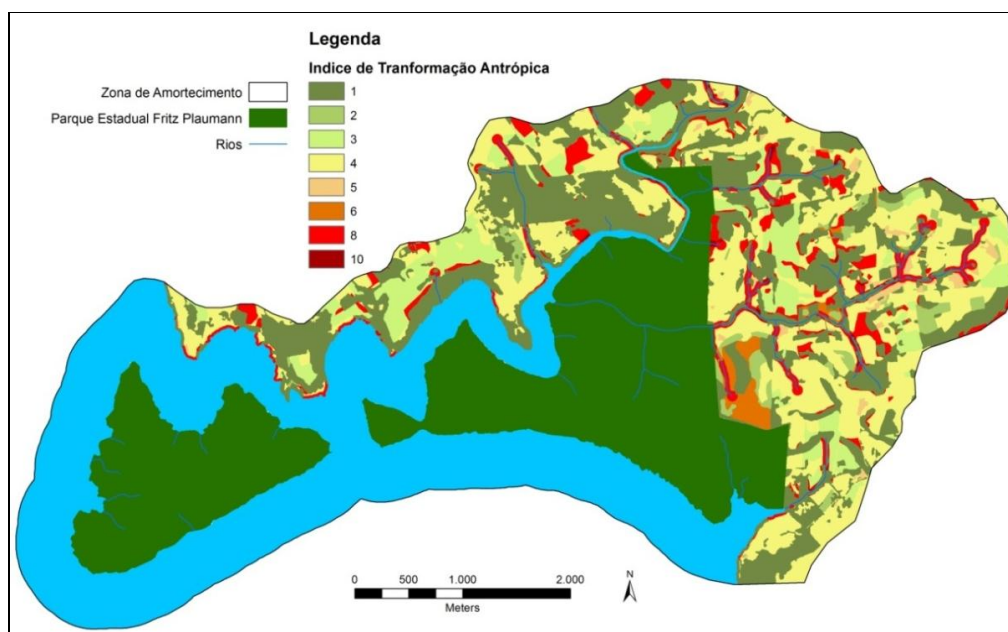 Legenda
Indice de Tranformação Antrópica
Zona de Amortecimento
Parque Estadual Fritz Plaumann
Rios
1
2
3
4
5
6
8
10
0 500 1.000 2.000
Meters
N